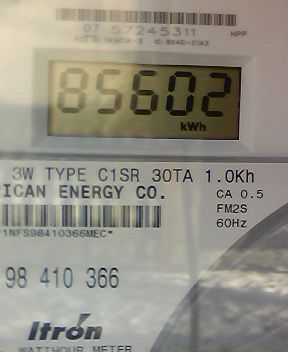 07 57245311 HPP
85602
kWh
3W TYPE C1SR 30TA 1.0Kh
ICAN ENERGY CO.
CA 0.5
FM2S
60Hz
1NFS98410366MEC*
98 410 366
Itron
WATTHOUR METER